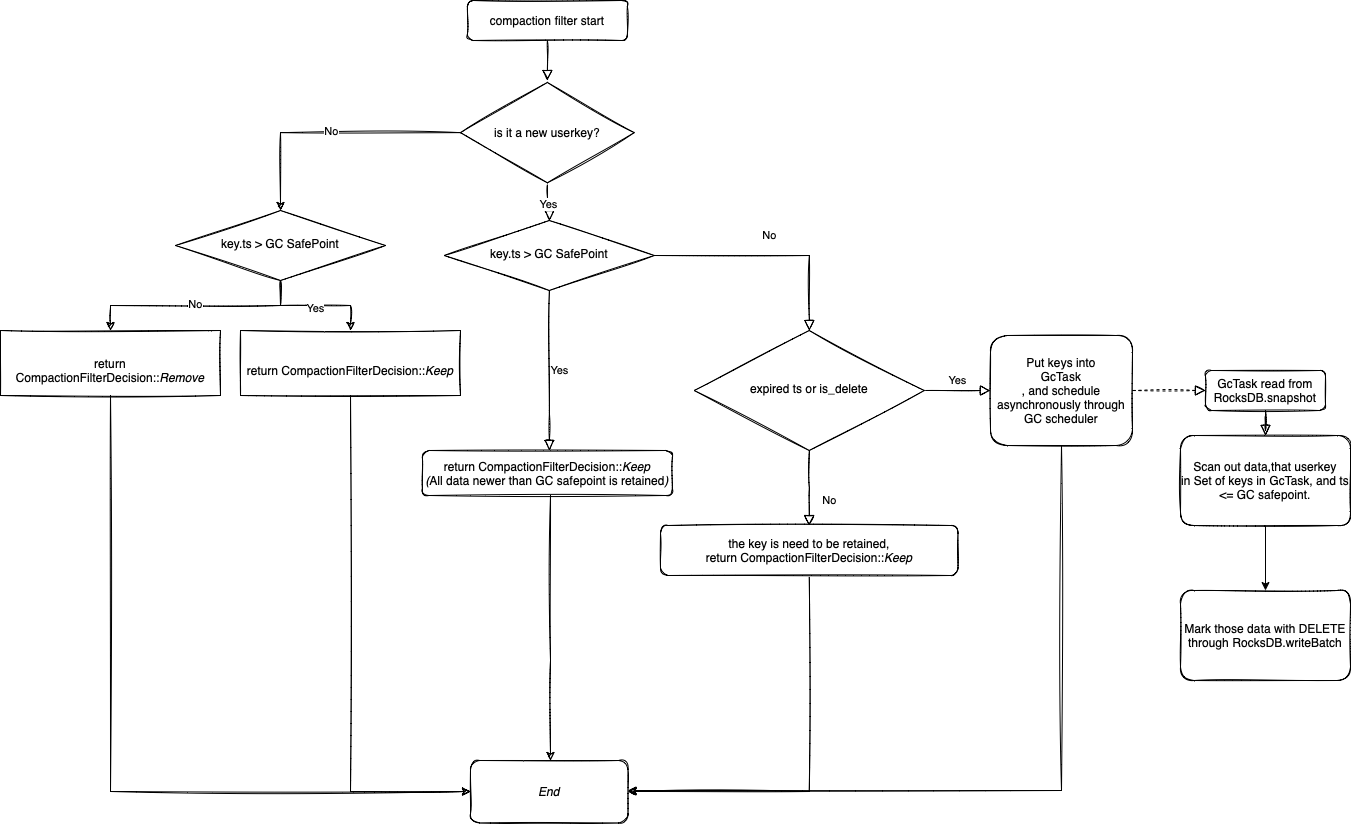 compaction filter start
is it a new userkey?
No
Yes
key.ts > GC SafePoint
key.ts > GC SafePoint
No
No
Yes
return
CompactionFilterDecision::Remove
return CompactionFilterDecision::Keep
Yes
expired ts or is_delete
Yes
Put keys into
GcTask
, and schedule
asynchronously through
GC scheduler
GcTask read from
RocksDB.snapshot
return CompactionFilterDecision::Keep
(All data newer than GC safepoint is retained)
Scan out data,that userkey
in Set of keys in GcTask, and ts
<= GC safepoint.
No
the key is need to be retained,
return CompactionFilterDecision::Keep
Mark those data with DELETE
through RocksDB.writeBatch
End